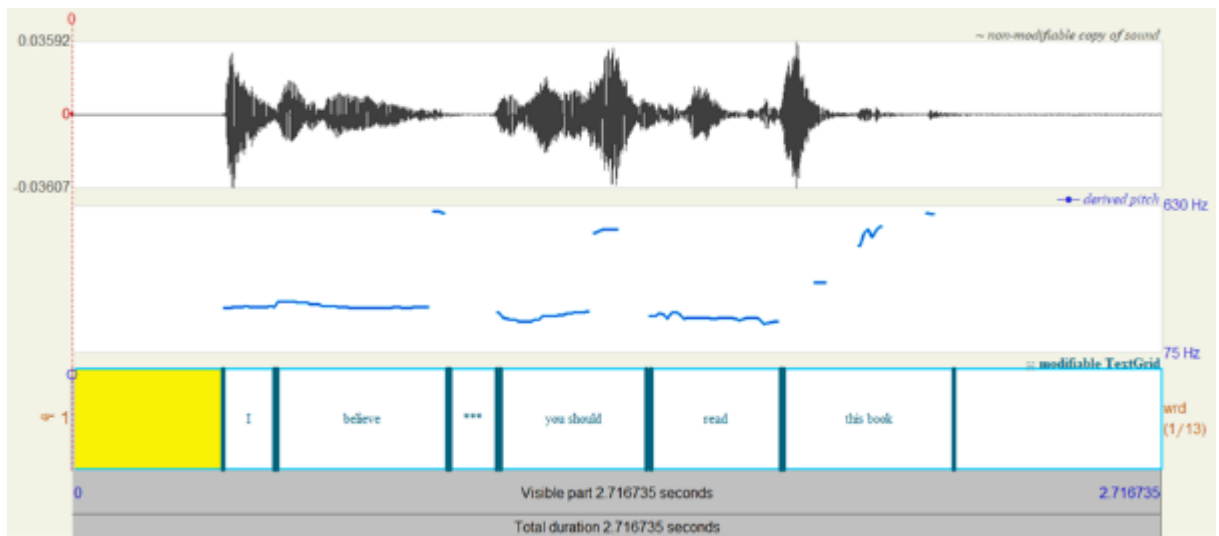 0
0.03592
~ non-modifiable copy of sound
0
-0.03607
derived pitch
630 Hz
75 Hz
:: modifiable TextGrid
1
I believe *** you should read this book
wrd
(1/13)
0 Visible part 2.716735 seconds 2.716735
Total duration 2.716735 seconds